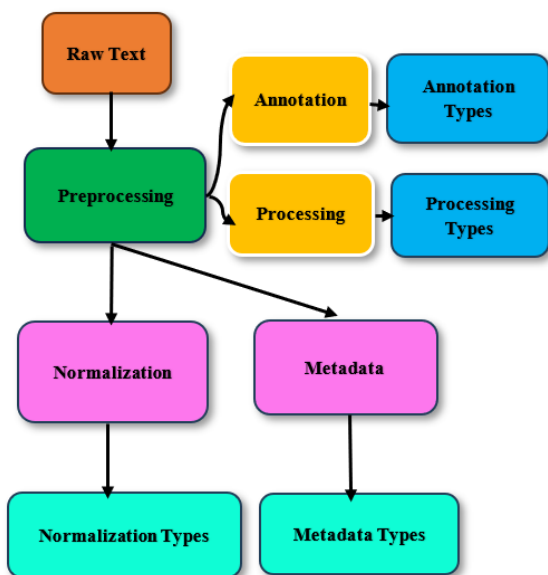 Raw Text
Annotation
Annotation
Types
Preprocessing
Processing
Processing
Types
Normalization
Metadata
Normalization Types
Metadata Types